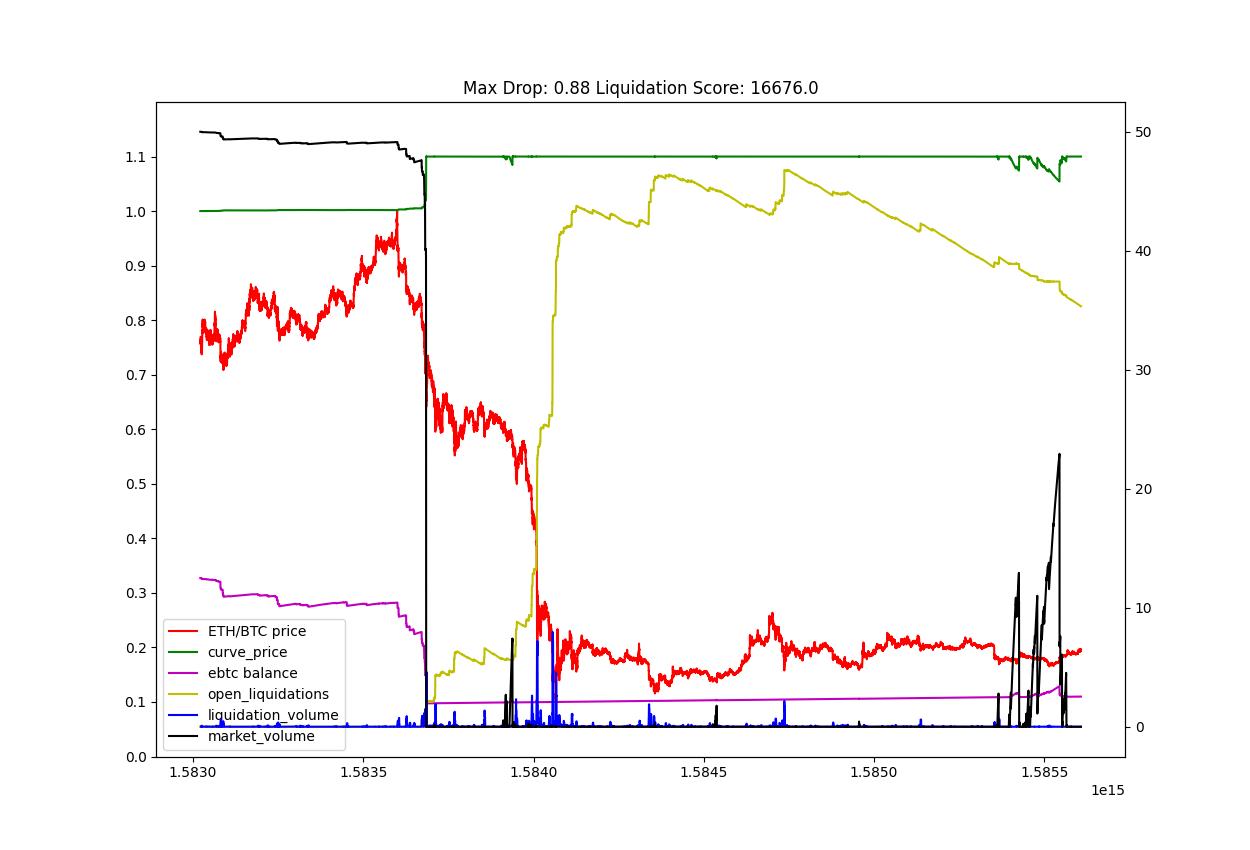 Max Drop: 0.88 Liquidation Score: 16676.0
1.1
1.0
0.9
0.8
0.7
0.6
0.5
0.4
0.3
0.2
0.1
0.0
50
40
30
20
10
0
ETH/BTC price
curve_price
ebtc balance
open_liquidations
liquidation_volume
market_volume
1.5830 1.5835 1.5840 1.5845 1.5850 1.5855
1e15